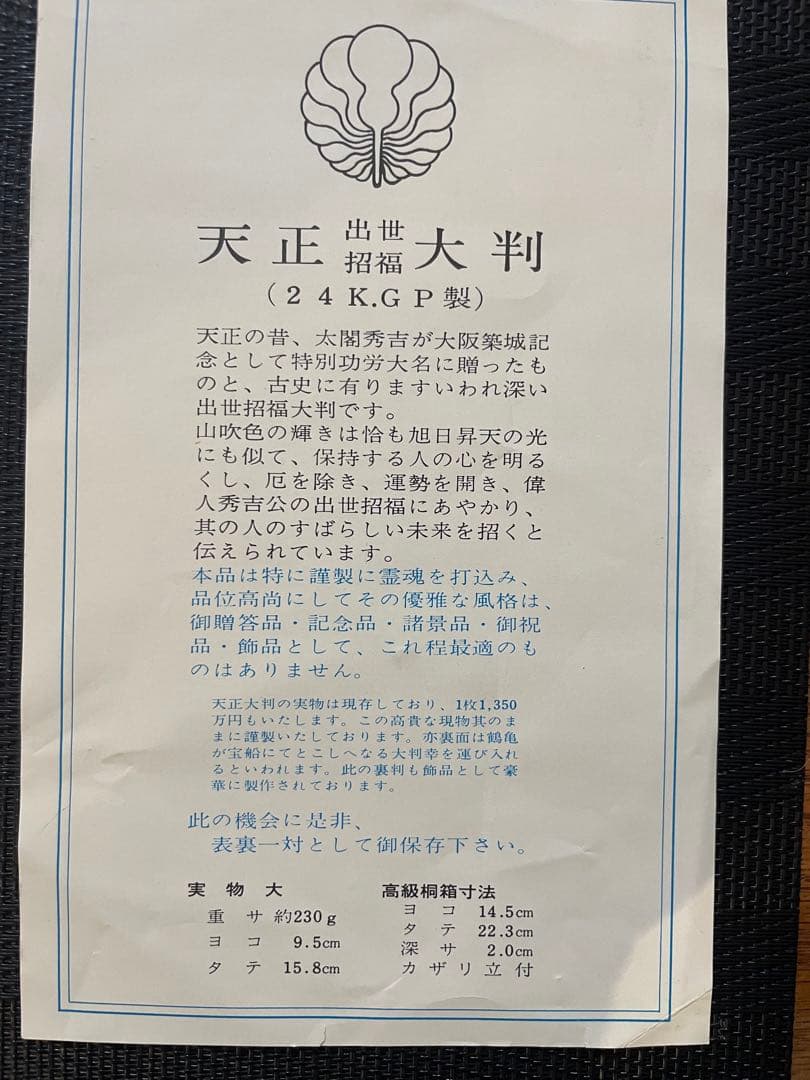 天正 出世招福 大判
(24K.GP製)
天正の昔、太閤秀吉が大阪築城記
念として特別功労大名に贈ったも
のと、古史に有りますいわれ深い
出世招福大判です。
山吹色の輝きは恰も旭日昇天の光
にも似て、保持する人の心を明る
くし、厄を除き、運勢を開き、偉
人秀吉公の出世招福にあやかり、
其の人のすばらしい未来を招くと
伝えられています。
本品は特に謹製に霊魂を打込み、
品位高尚にしてその優雅な風格は、
御贈答品・記念品・諸景品・御祝
品・飾品として、これ程最適のも
のはありません。
天正大判の実物は現存しており、1枚1,350
万円もいたします。この高貴な現物其のま
まに謹製いたしております。亦裏面は鶴亀
が宝船にてとこしへなる大判幸を運び入れ
るといわれます。此の裏判も飾品として豪
華に製作されております。
此の機会に是非、
表裏一対として御保存下さい。
実物大
重サ 約230g
ヨコ 9.5cm
タテ 15.8cm
高級桐箱寸法
ヨコ 14.5cm
タテ 22.3cm
深サ 2.0cm
カザリ立付